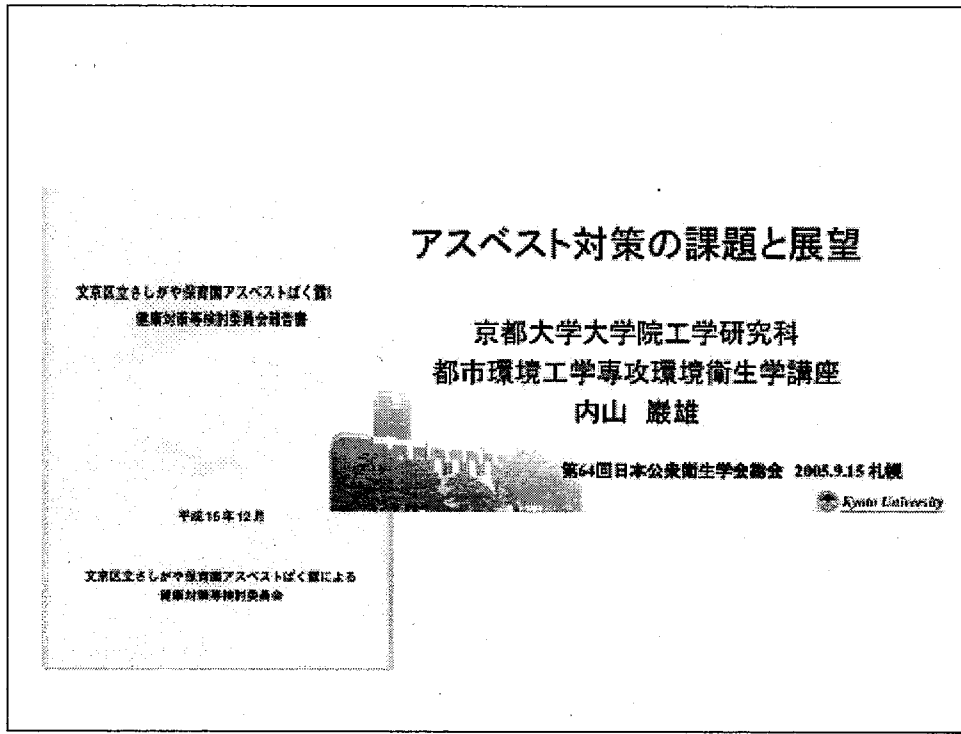 文京区立さしがや保育園アスベストばく露
健康対策等検討委員会報告書
平成15年12月
文京区立さしがや保育園アスベストばく露による
健康対策等検討委員会
アスベスト対策の課題と展望
京都大学大学院工学研究科
都市環境工学専攻環境衛生学講座
内山 巌雄
第64回日本公衆衛生学会総会 2005.9.15 札幌
Kyoto University